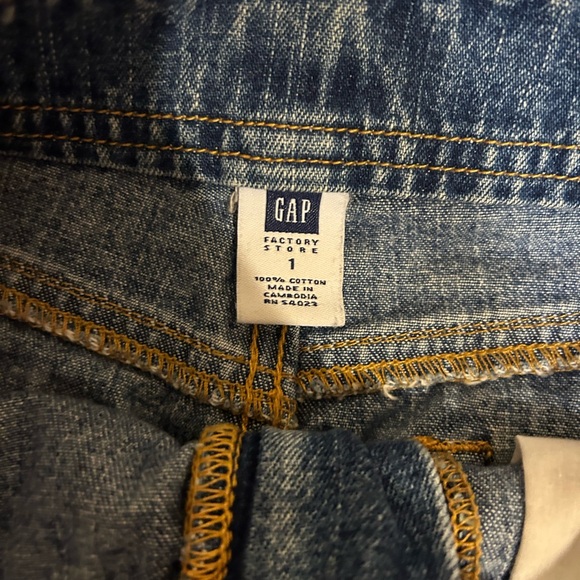 GAP
FACTORY
STORE
1
100% COTTON
MADE IN
CAMBODIA
RN 54023